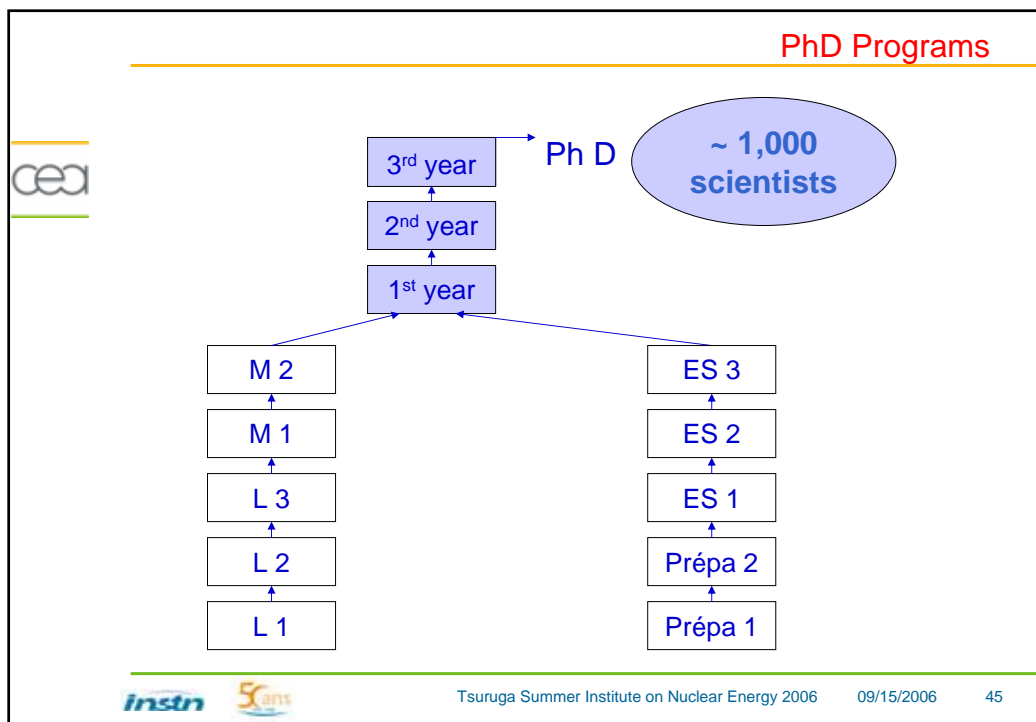 PhD Programs
cea
3rd year
Ph D
~ 1,000
scientists
2nd year
1st year
M 2
ES 3
M 1
ES 2
L 3
ES 1
L 2
Prépa 2
L 1
Prépa 1
instn
50ans
Tsuruga Summer Institute on Nuclear Energy 2006
09/15/2006
45